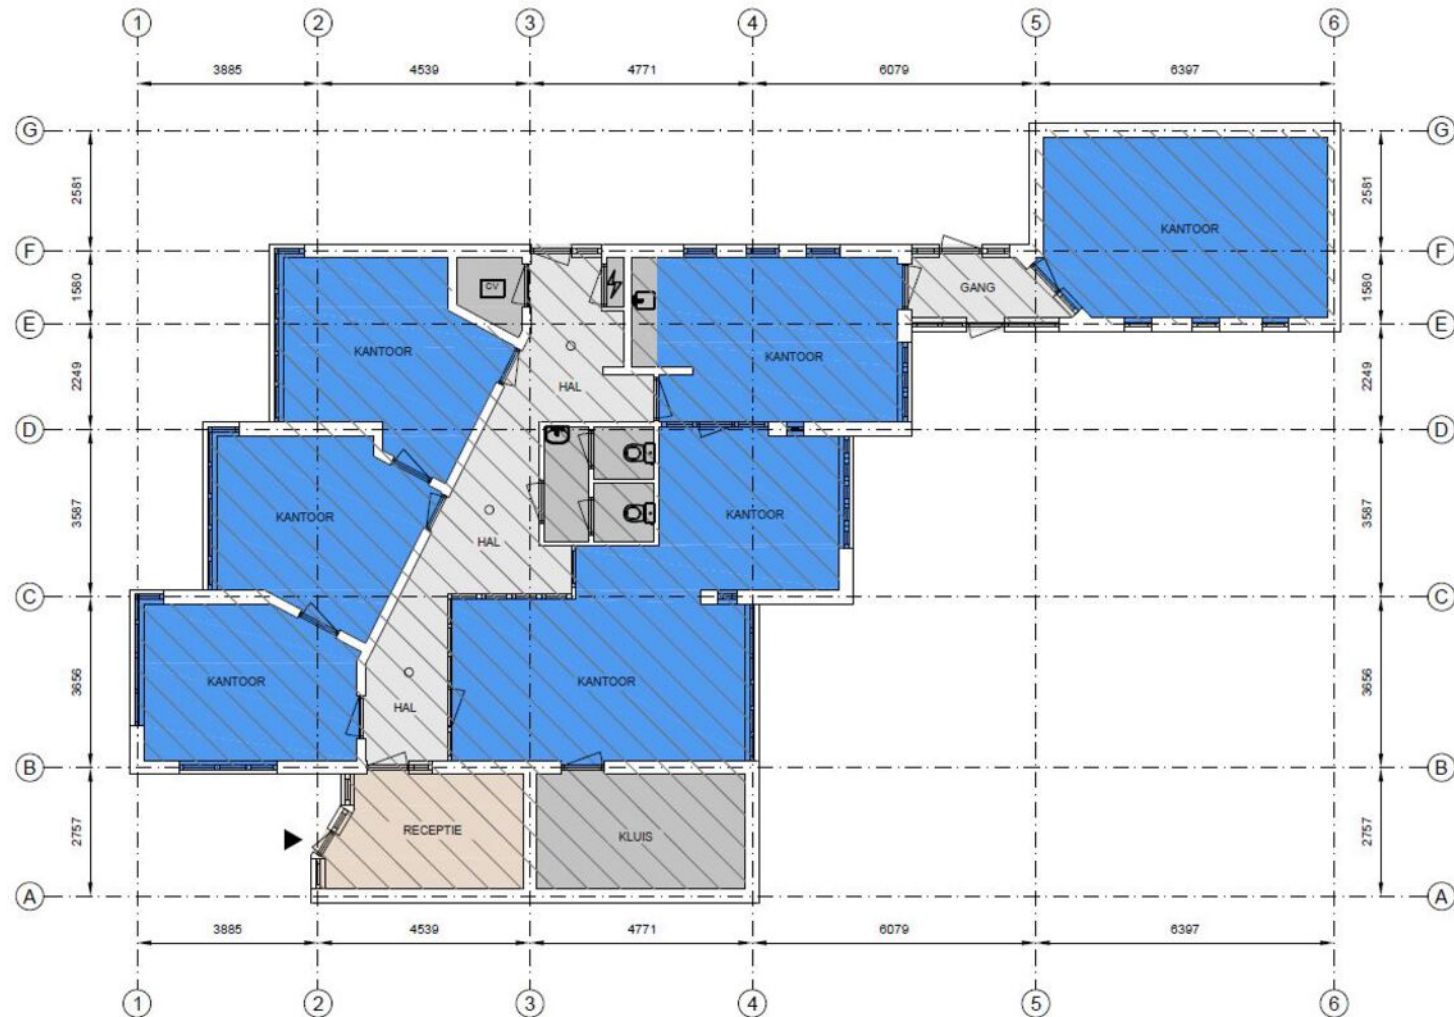 1 2 3 4 5 6
3885 4539 4771 6079 6397
G G
2581 2581
KANTOOR
F F
1580 CV GANG 1580
E E
KANTOOR KANTOOR
2249 HAL 2249
D D
3587 KANTOOR KANTOOR 3587
HAL
C C
3656 KANTOOR KANTOOR 3656
HAL
B B
2757 RECEPTIE KLUIS 2757
A A
3885 4539 4771 6079 6397
1 2 3 4 5 6